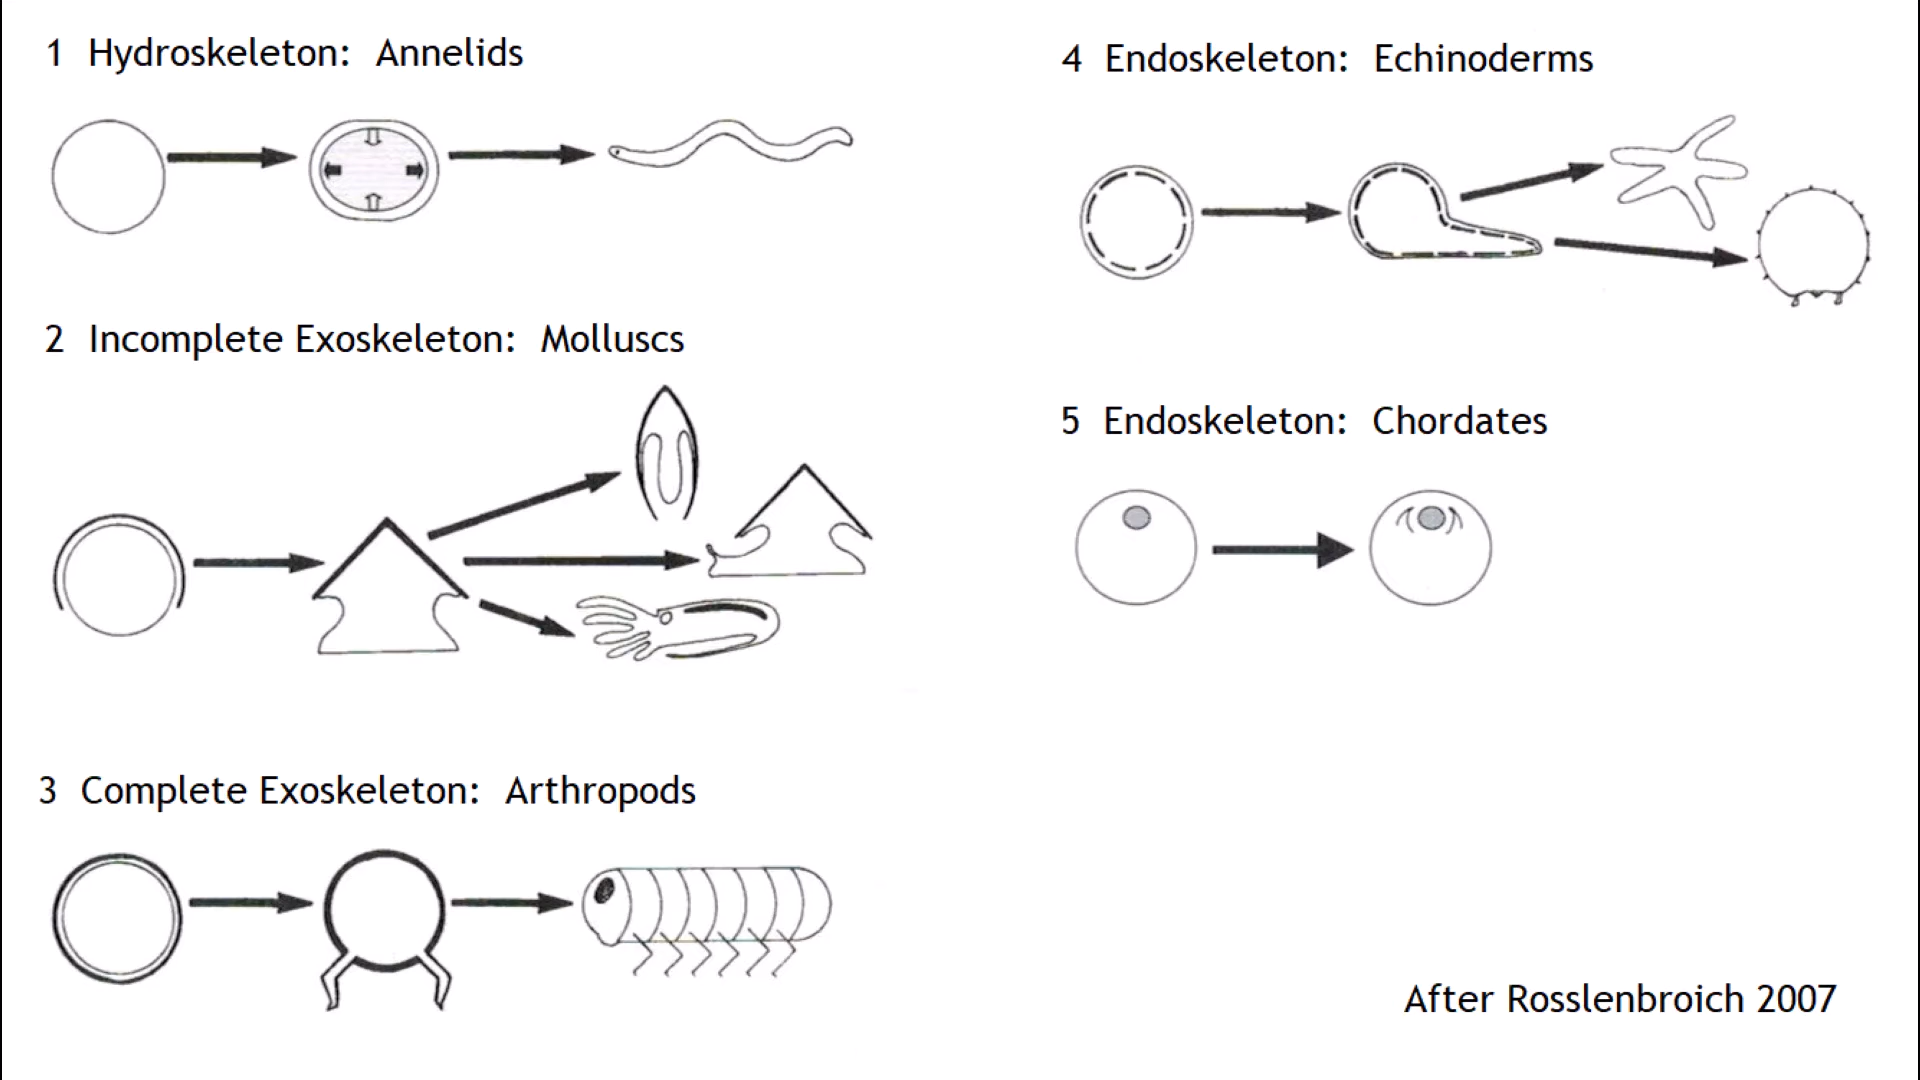 1 Hydroskeleton: Annelids
2 Incomplete Exoskeleton: Molluscs
3 Complete Exoskeleton: Arthropods
4 Endoskeleton: Echinoderms
5 Endoskeleton: Chordates
After Rosslenbroich 2007